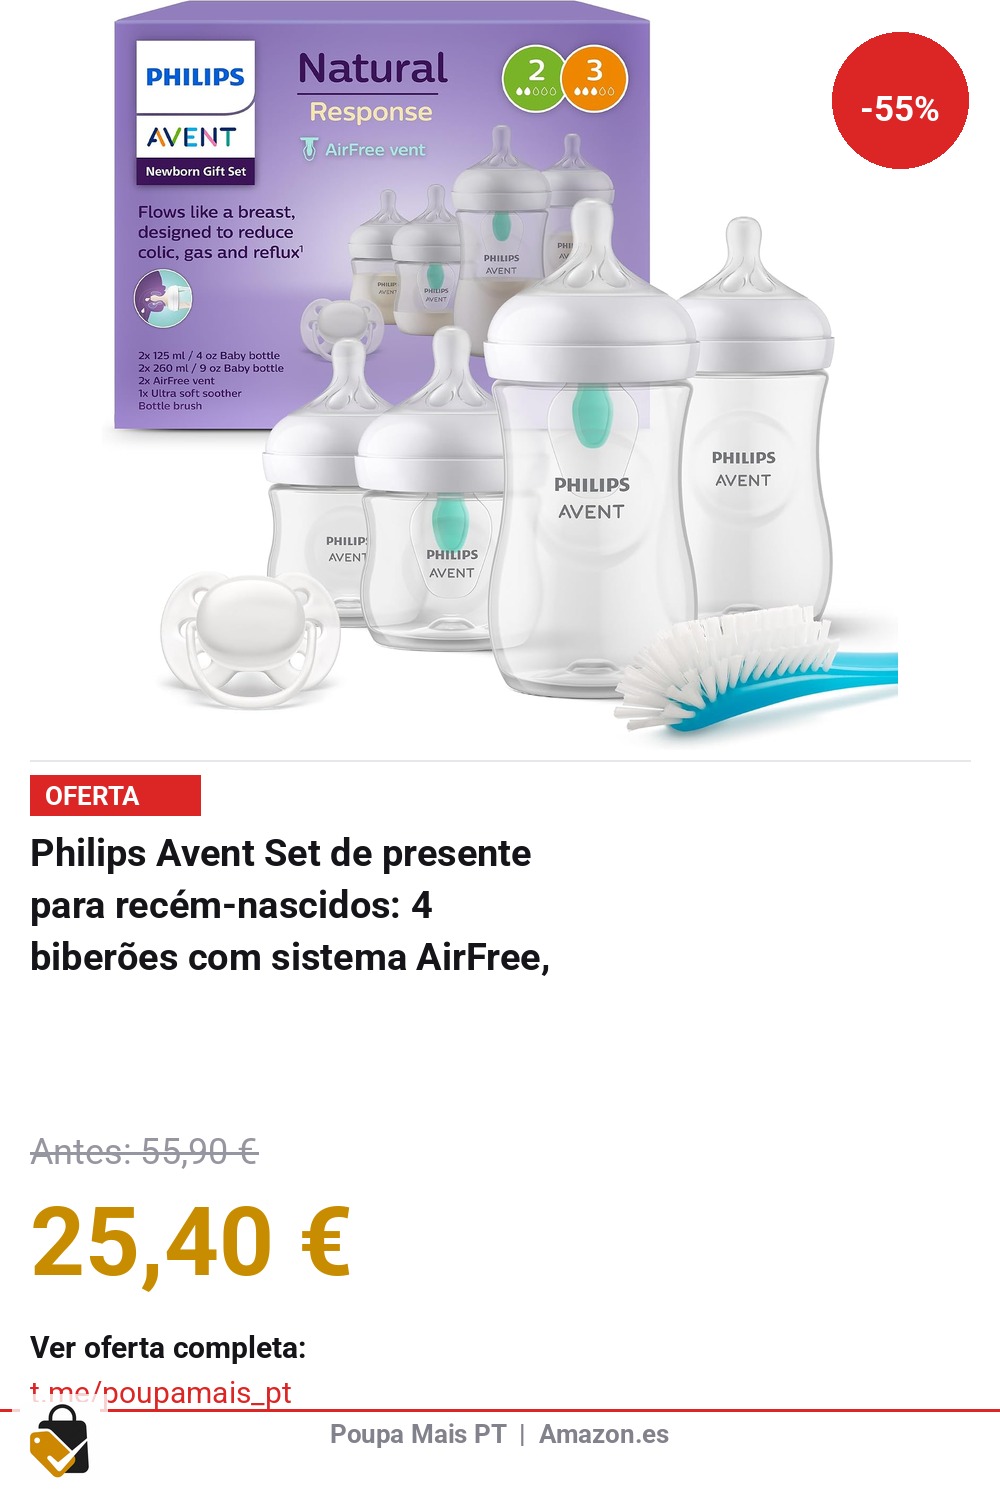 PHILIPS
AVENT
Newborn Gift Set
Natural
Response
AirFree vent
2 3
-55%
Flows like a breast,
designed to reduce
colic, gas and reflux¹
2x 125 ml / 4 oz Baby bottle
2x 260 ml / 9 oz Baby bottle
2x AirFree vent
1x Ultra soft soother
Bottle brush
PHILIPS
AVENT
PHILIPS
AVENT
PHILIPS
AVENT
PHILIPS
AVENT
PHILIPS
AVENT
PHILIPS
AVENT
OFERTA
Philips Avent Set de presente
para recém-nascidos: 4
biberões com sistema AirFree,
Antes: 55,90 €
25,40 €
Ver oferta completa:
t.me/poupamais_pt
Poupa Mais PT | Amazon.es